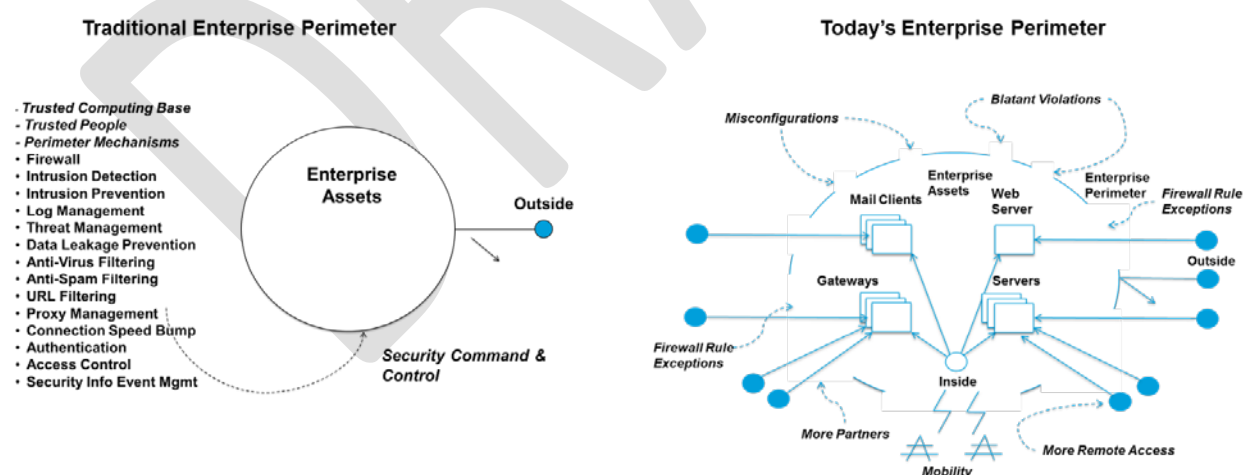 Traditional Enterprise Perimeter
- Trusted Computing Base
- Trusted People
- Perimeter Mechanisms
• Firewall
• Intrusion Detection
• Intrusion Prevention
• Log Management
• Threat Management
• Data Leakage Prevention
• Anti-Virus Filtering
• Anti-Spam Filtering
• URL Filtering
• Proxy Management
• Connection Speed Bump
• Authentication
• Access Control
• Security Info Event Mgmt
Enterprise
Assets
Outside
Security Command &
Control
Today's Enterprise Perimeter
Blatant Violations
Misconfigurations
Enterprise
Assets
Enterprise
Perimeter
Mail Clients
Web
Server
Firewall Rule
Exceptions
Outside
Gateways
Servers
Firewall Rule
Exceptions
Inside
More Partners
More Remote Access
Mobility